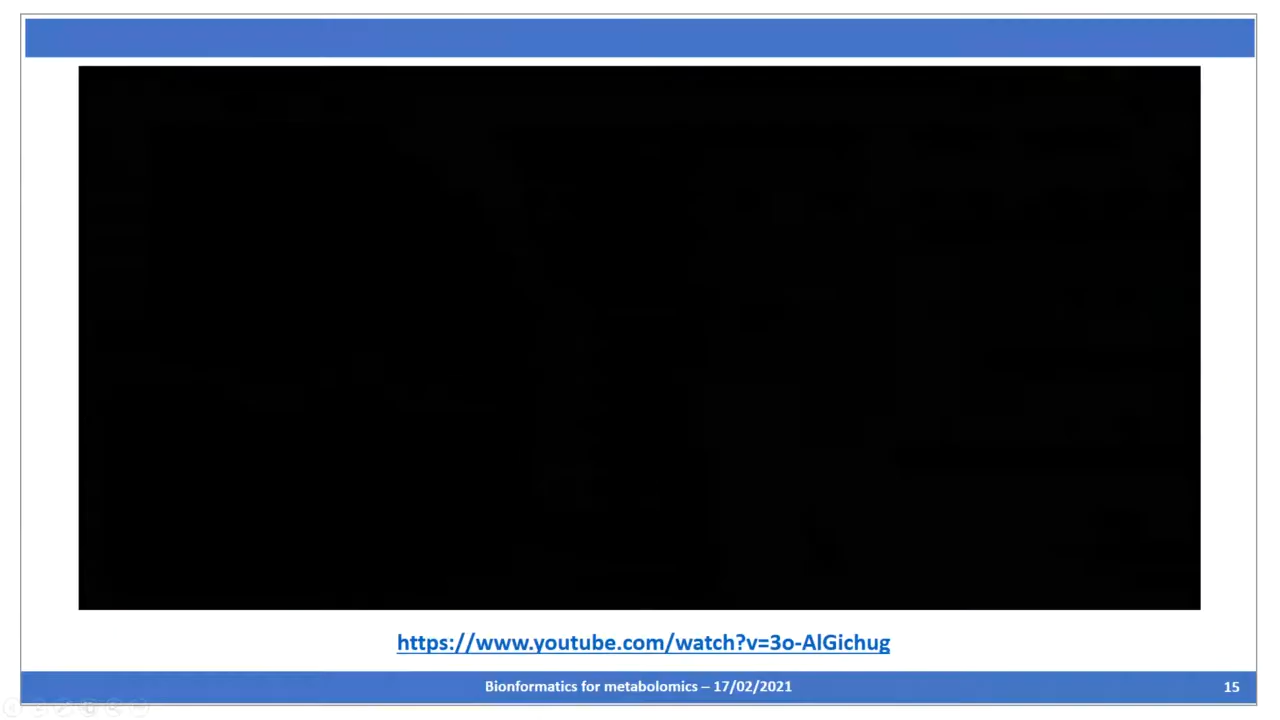 https://www.youtube.com/watch?v=3o-AlGichug
Bionformatics for metabolomics – 17/02/2021
15